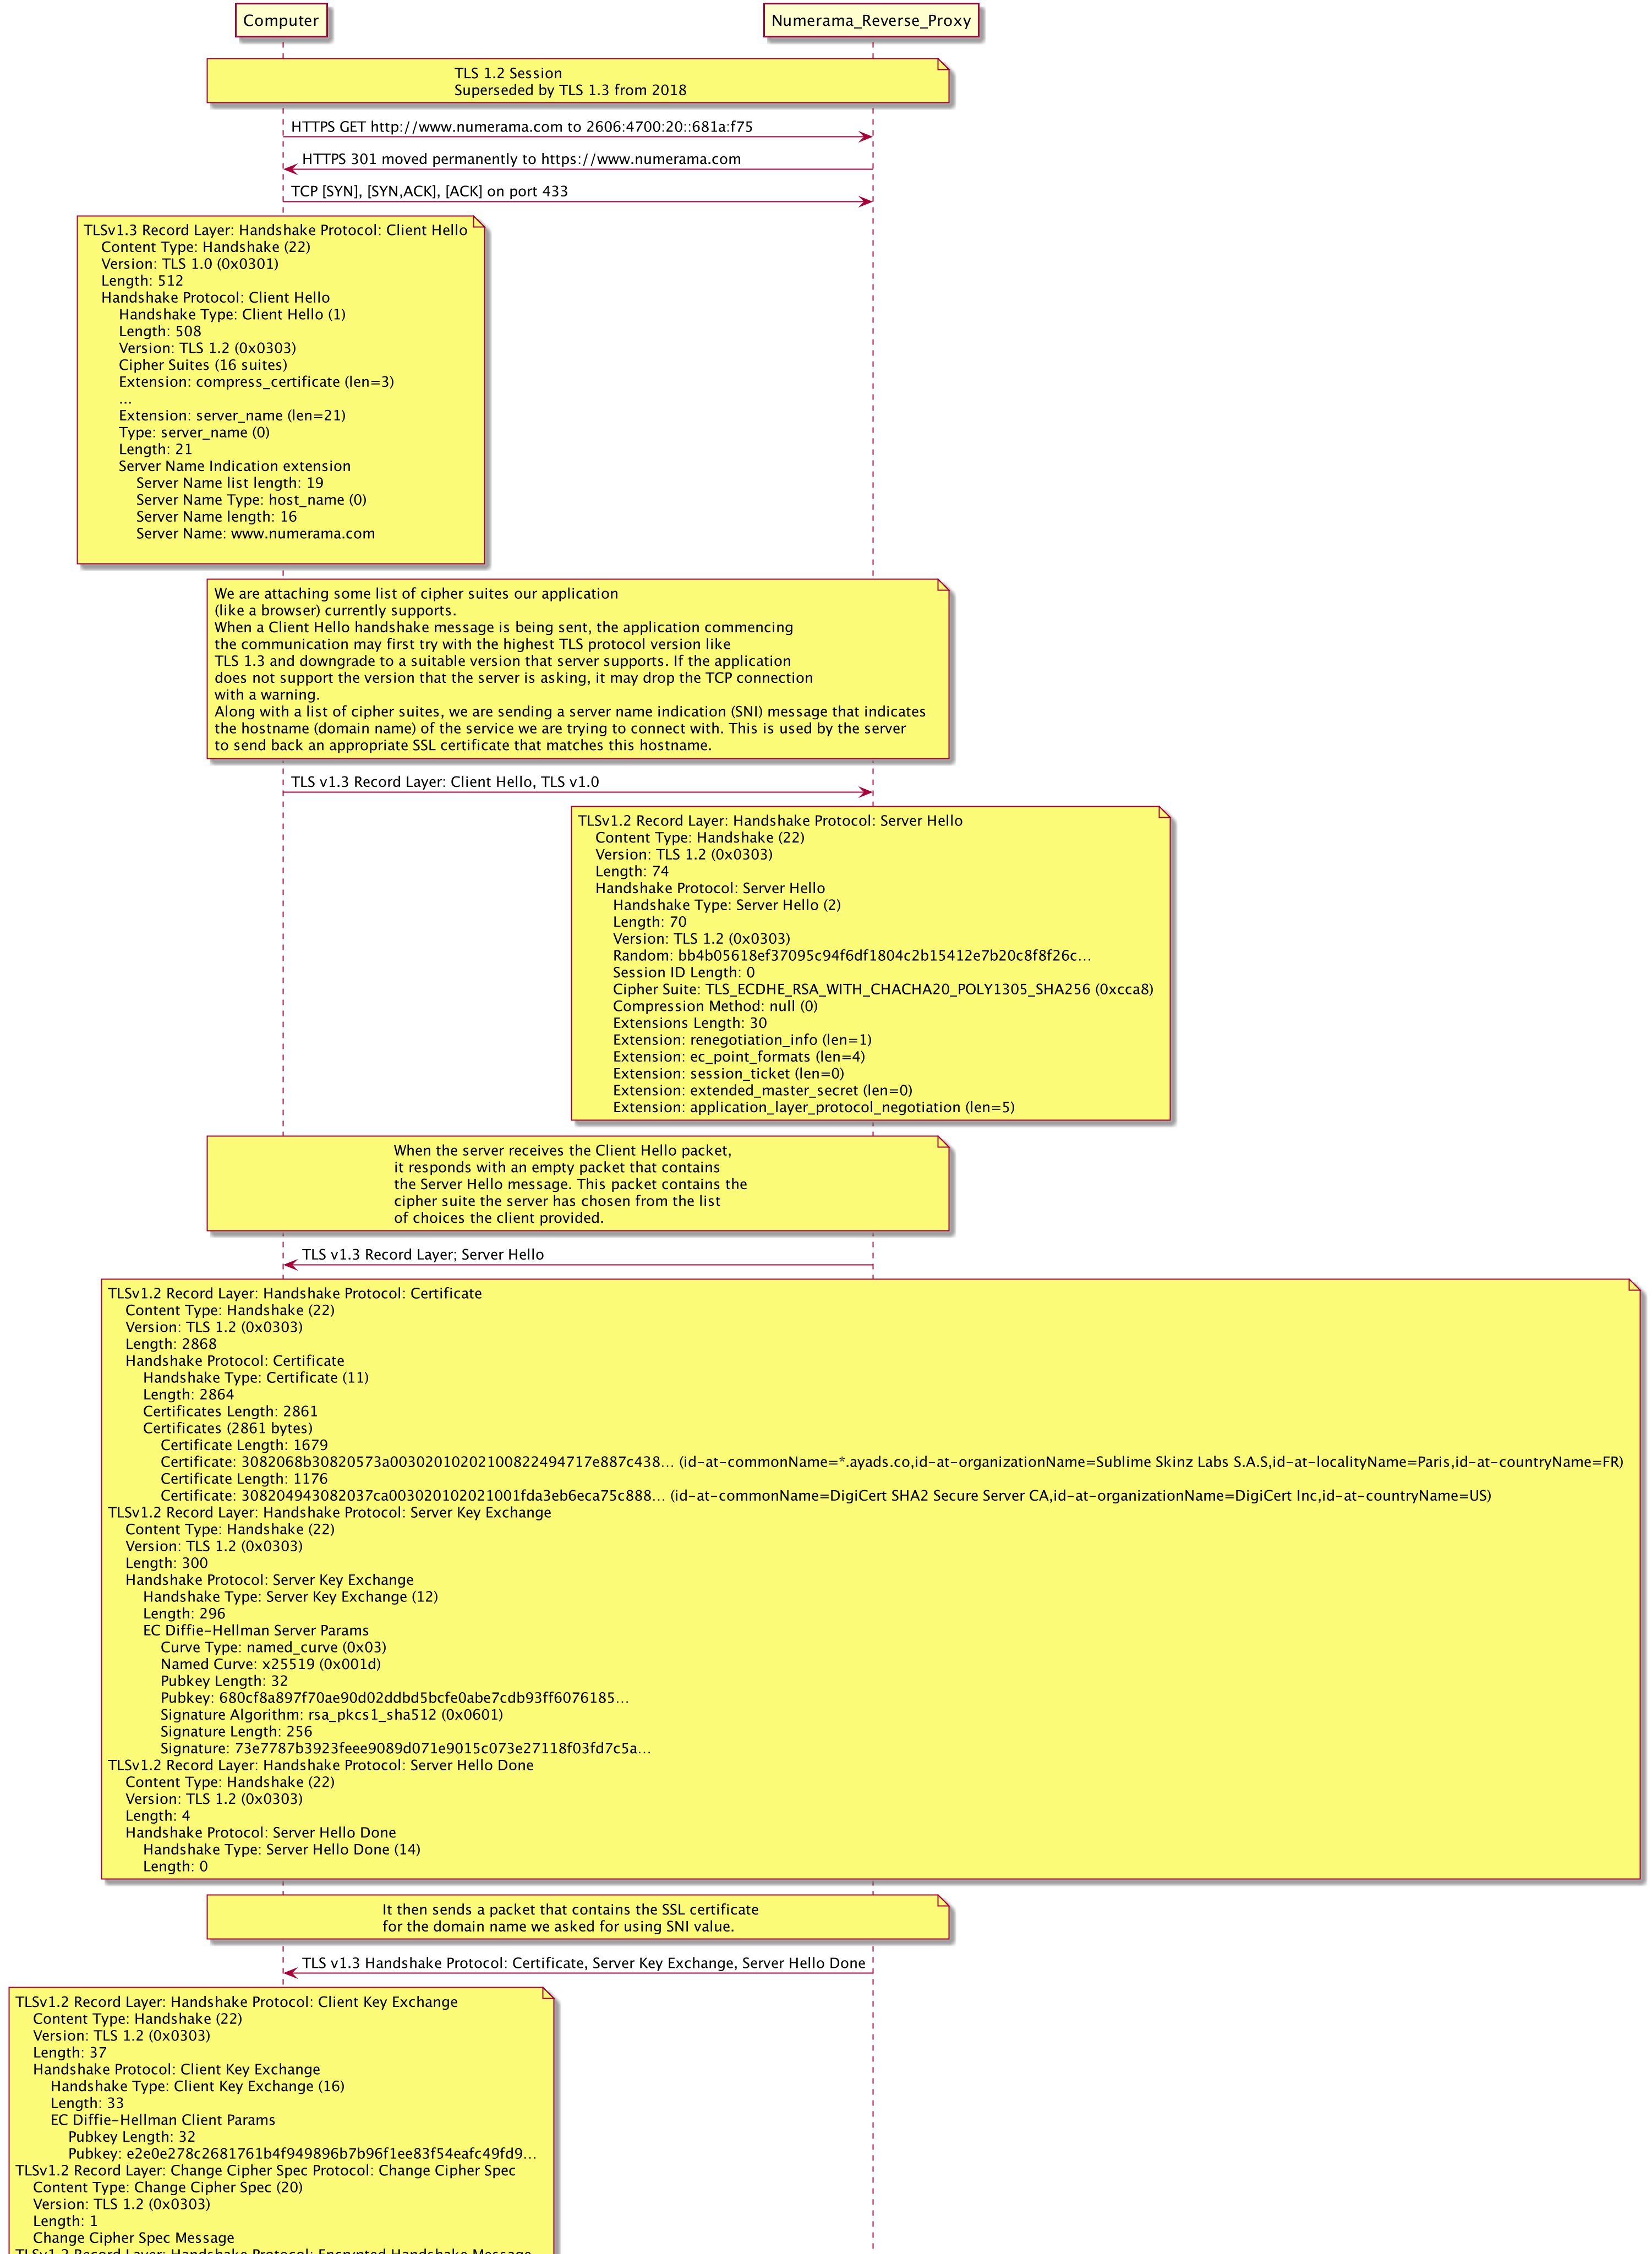 Computer
Numerama_Reverse_Proxy
TLS 1.2 Session
Superseded by TLS 1.3 from 2018
HTTPS GET http://www.numerama.com to 2606:4700:20::681a:f75
HTTPS 301 moved permanently to https://www.numerama.com
TCP [SYN], [SYN,ACK], [ACK] on port 433
TLSv1.3 Record Layer: Handshake Protocol: Client Hello
Content Type: Handshake (22)
Version: TLS 1.0 (0x0301)
Length: 512
Handshake Protocol: Client Hello
Handshake Type: Client Hello (1)
Length: 508
Version: TLS 1.2 (0x0303)
Cipher Suites (16 suites)
Extension: compress_certificate (len=3)
...
Extension: server_name (len=21)
Type: server_name (0)
Length: 21
Server Name Indication extension
Server Name list length: 19
Server Name Type: host_name (0)
Server Name length: 16
Server Name: www.numerama.com
We are attaching some list of cipher suites our application
(like a browser) currently supports.
When a Client Hello handshake message is being sent, the application commencing
the communication may first try with the highest TLS protocol version like
TLS 1.3 and downgrade to a suitable version that server supports. If the application
does not support the version that the server is asking, it may drop the TCP connection
with a warning.
Along with a list of cipher suites, we are sending a server name indication (SNI) message that indicates
the hostname (domain name) of the service we are trying to connect with. This is used by the server
to send back an appropriate SSL certificate that matches this hostname.
TLS v1.3 Record Layer: Client Hello, TLS v1.0
TLSv1.2 Record Layer: Handshake Protocol: Server Hello
Content Type: Handshake (22)
Version: TLS 1.2 (0x0303)
Length: 74
Handshake Protocol: Server Hello
Handshake Type: Server Hello (2)
Length: 70
Version: TLS 1.2 (0x0303)
Random: bb4b05618ef37095c94f6df1804c2b15412e7b20c8f8f26c...
Session ID Length: 0
Cipher Suite: TLS_ECDHE_RSA_WITH_CHACHA20_POLY1305_SHA256 (0xcca8)
Compression Method: null (0)
Extensions Length: 30
Extension: renegotiation_info (len=1)
Extension: ec_point_formats (len=4)
Extension: session_ticket (len=0)
Extension: extended_master_secret (len=0)
Extension: application_layer_protocol_negotiation (len=5)
When the server receives the Client Hello packet,
it responds with an empty packet that contains
the Server Hello message. This packet contains the
cipher suite the server has chosen from the list
of choices the client provided.
TLS v1.3 Record Layer; Server Hello
TLSv1.2 Record Layer: Handshake Protocol: Certificate
Content Type: Handshake (22)
Version: TLS 1.2 (0x0303)
Length: 2868
Handshake Protocol: Certificate
Handshake Type: Certificate (11)
Length: 2864
Certificates Length: 2861
Certificates (2861 bytes)
Certificate Length: 1679
Certificate: 3082068b30820573a00302010202100822494717e887c438... (id-at-commonName=*.ayads.co,id-at-organizationName=Sublime Skinz Labs S.A.S,id-at-localityName=Paris,id-at-countryName=FR)
Certificate Length: 1176
Certificate: 308204943082037ca003020102021001fda3eb6eca75c888... (id-at-commonName=DigiCert SHA2 Secure Server CA,id-at-organizationName=DigiCert Inc,id-at-countryName=US)
TLSv1.2 Record Layer: Handshake Protocol: Server Key Exchange
Content Type: Handshake (22)
Version: TLS 1.2 (0x0303)
Length: 300
Handshake Protocol: Server Key Exchange
Handshake Type: Server Key Exchange (12)
Length: 296
EC Diffie-Hellman Server Params
Curve Type: named_curve (0x03)
Named Curve: x25519 (0x001d)
Pubkey Length: 32
Pubkey: 680cf8a897f70ae90d02ddbd5bcfe0abe7cdb93ff6076185...
Signature Algorithm: rsa_pkcs1_sha512 (0x0601)
Signature Length: 256
Signature: 73e7787b3923feee9089d071e9015c073e27118f03fd7c5a...
TLSv1.2 Record Layer: Handshake Protocol: Server Hello Done
Content Type: Handshake (22)
Version: TLS 1.2 (0x0303)
Length: 4
Handshake Protocol: Server Hello Done
Handshake Type: Server Hello Done (14)
Length: 0
It then sends a packet that contains the SSL certificate
for the domain name we asked for using SNI value.
TLS v1.3 Handshake Protocol: Certificate, Server Key Exchange, Server Hello Done
TLSv1.2 Record Layer: Handshake Protocol: Client Key Exchange
Content Type: Handshake (22)
Version: TLS 1.2 (0x0303)
Length: 37
Handshake Protocol: Client Key Exchange
Handshake Type: Client Key Exchange (16)
Length: 33
EC Diffie-Hellman Client Params
Pubkey Length: 32
Pubkey: e2e0e278c2681761b4f949896b7b96f1ee83f54eafc49fd9...
TLSv1.2 Record Layer: Change Cipher Spec Protocol: Change Cipher Spec
Content Type: Change Cipher Spec (20)
Version: TLS 1.2 (0x0303)
Length: 1
Change Cipher Spec Message
TLSv1.2 Record Layer: Handshake Protocol: Encrypted Handshake Message